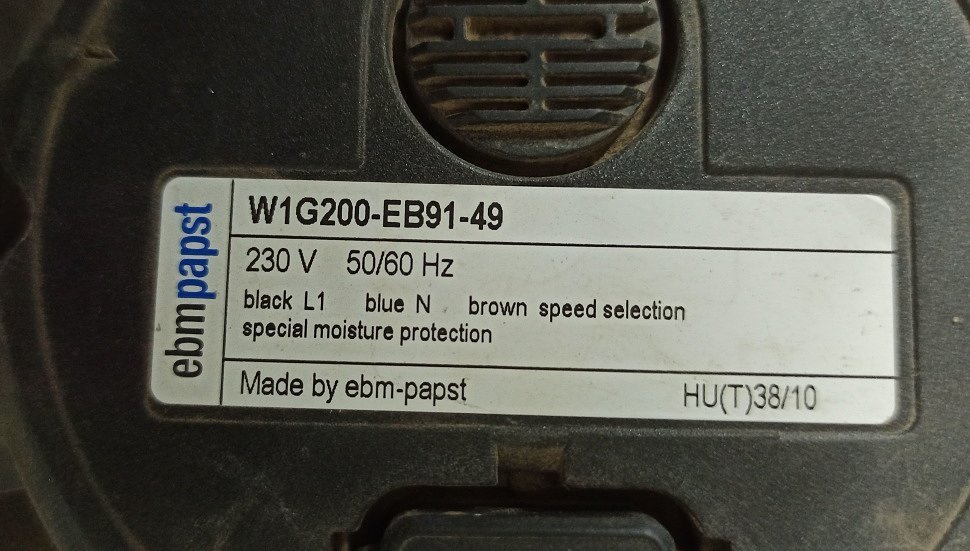 ebmpapst
W1G200-EB91-49
230 V 50/60 Hz
black L1 blue N brown speed selection
special moisture protection
Made by ebm-papst HU(T)38/10